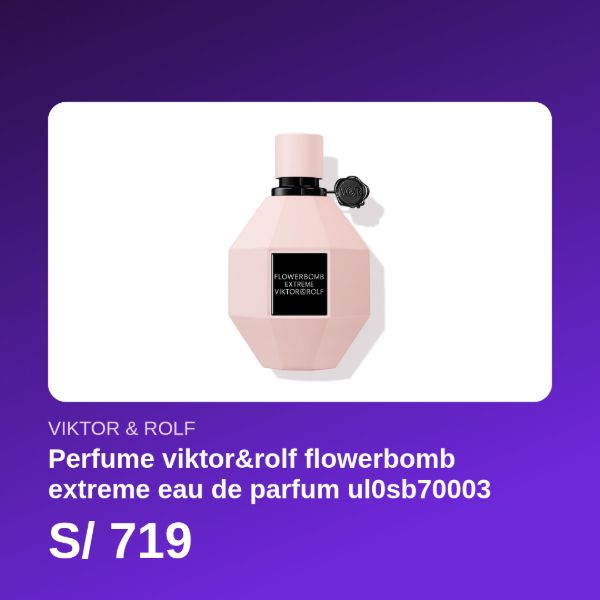 FLOWERBOMB
EXTREME
VIKTOR&ROLF
VIKTOR & ROLF
Perfume viktor&rolf flowerbomb
extreme eau de parfum ul0sb70003
S/ 719